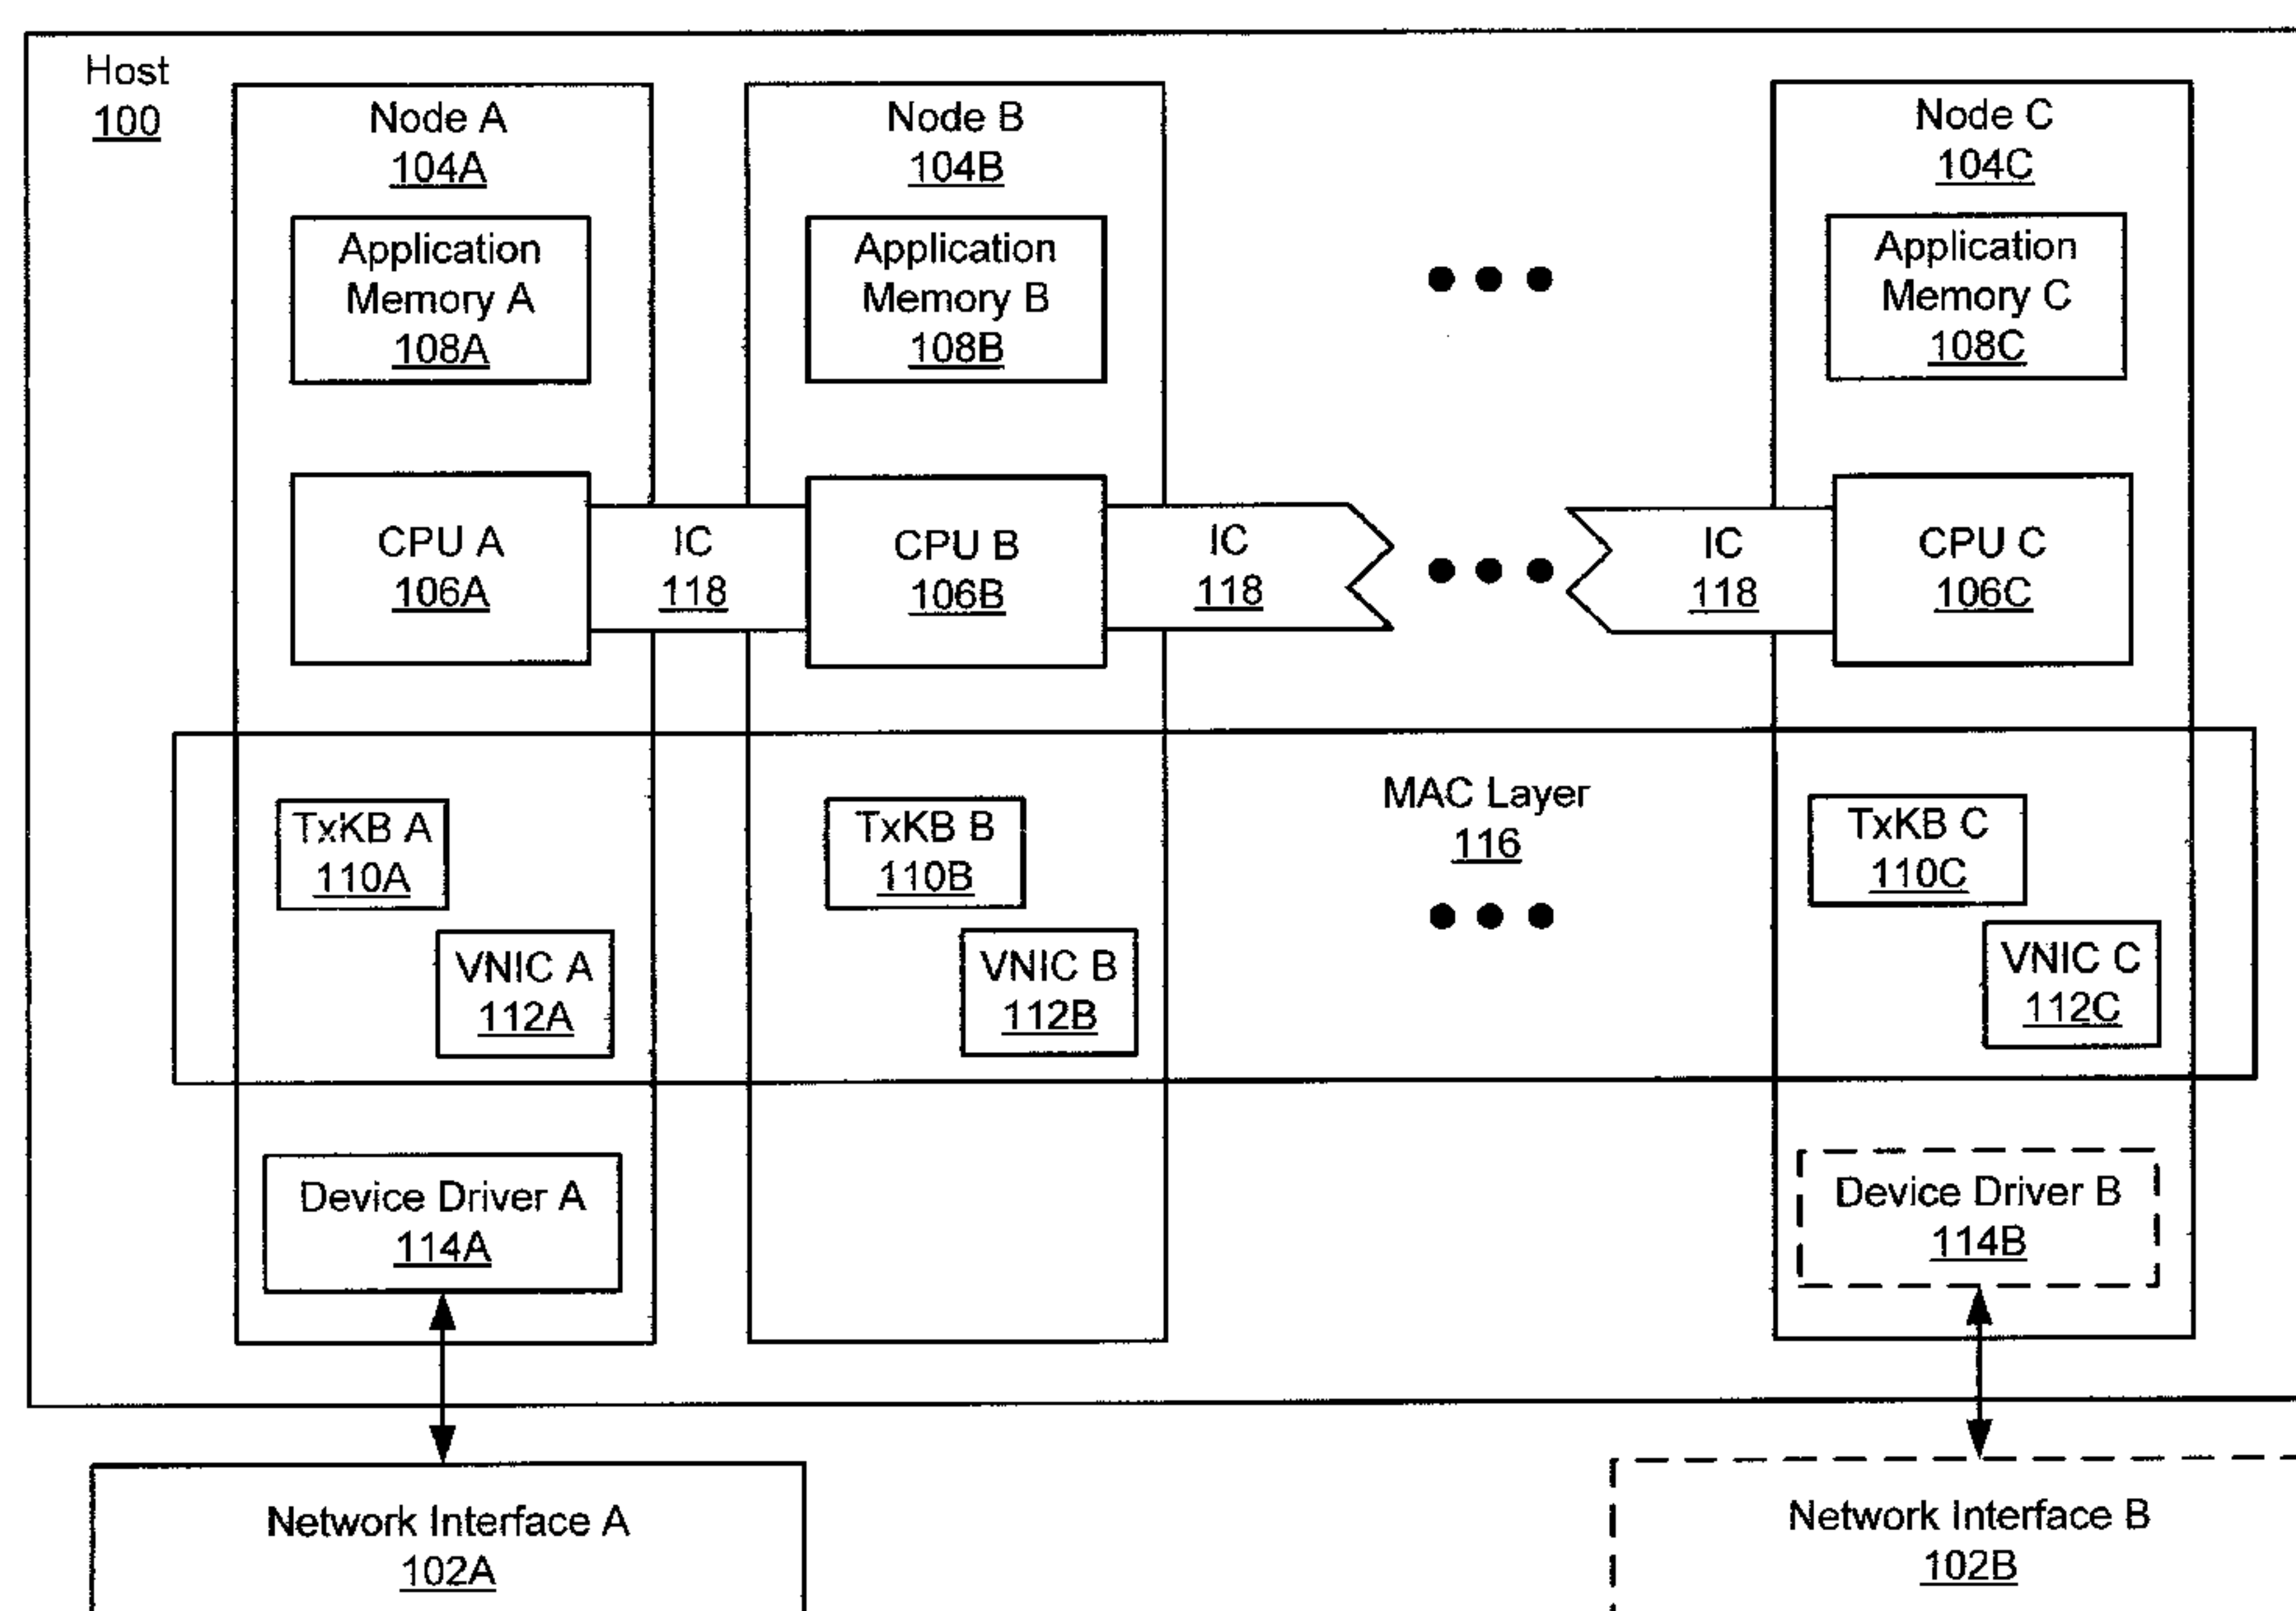 Host
100
Node A
104A
Application
Memory A
108A
CPU A
106A
IC
118
Node B
104B
Application
Memory B
108B
CPU B
106B
IC
118
Node C
104C
Application
Memory C
108C
IC
118
CPU C
106C
MAC Layer
116
TxKB A
110A
VNIC A
112A
TxKB B
110B
VNIC B
112B
TxKB C
110C
VNIC C
112C
Device Driver A
114A
Device Driver B
114B
Network Interface A
102A
Network Interface B
102B